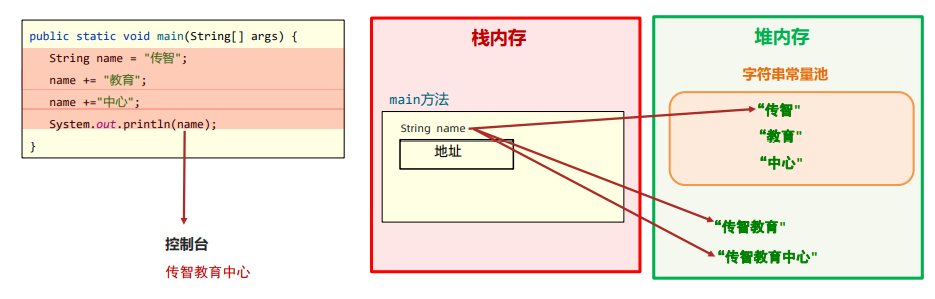 public static void main(String[] args) {
String name = "传智";
name += "教育";
name +="中心";
System.out.println(name);
}
控制台
传智教育中心
栈内存
main方法
String name
地址
堆内存
字符串常量池
“传智"
“教育"
“中心"
“传智教育"
“传智教育中心"